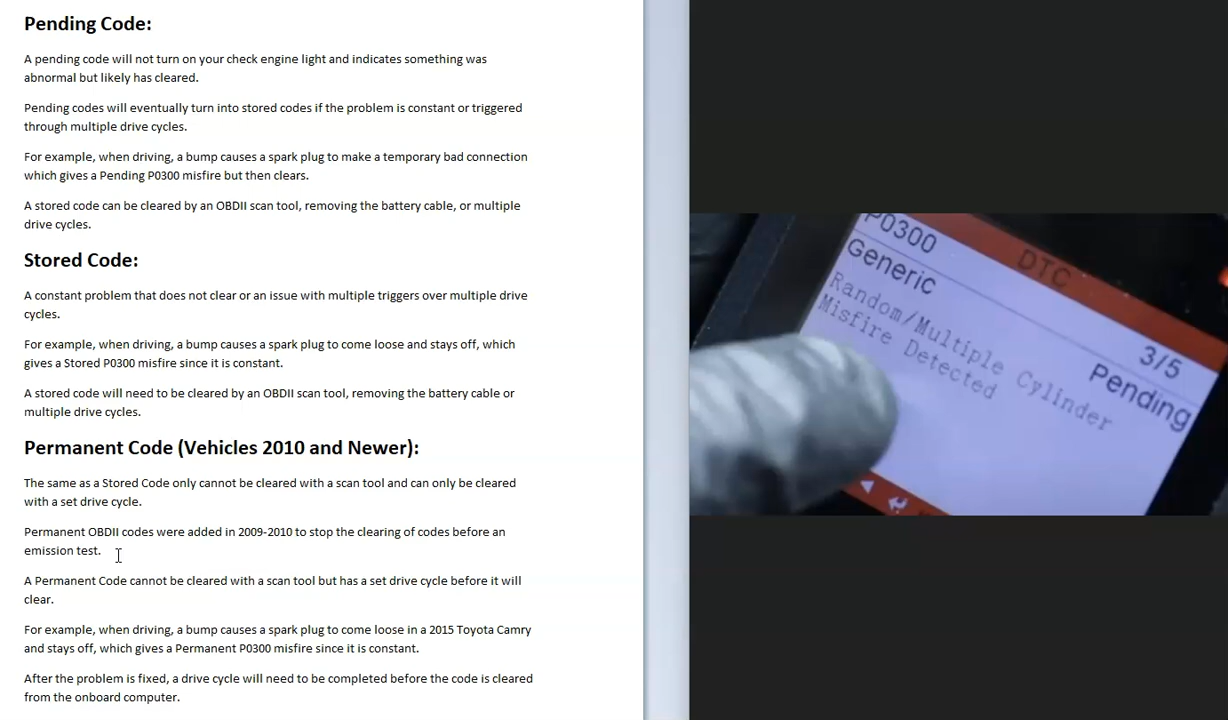 Pending Code:
A pending code will not turn on your check engine light and indicates something was
abnormal but likely has cleared.
Pending codes will eventually turn into stored codes if the problem is constant or triggered
through multiple drive cycles.
For example, when driving, a bump causes a spark plug to make a temporary bad connection
which gives a Pending P0300 misfire but then clears.
A stored code can be cleared by an OBDII scan tool, removing the battery cable, or multiple
drive cycles.
Stored Code:
A constant problem that does not clear or an issue with multiple triggers over multiple drive
cycles.
For example, when driving, a bump causes a spark plug to come loose and stays off, which
gives a Stored P0300 misfire since it is constant.
A stored code will need to be cleared by an OBDII scan tool, removing the battery cable or
multiple drive cycles.
Permanent Code (Vehicles 2010 and Newer):
The same as a Stored Code only cannot be cleared with a scan tool and can only be cleared
with a set drive cycle.
Permanent OBDII codes were added in 2009-2010 to stop the clearing of codes before an
emission test.
A Permanent Code cannot be cleared with a scan tool but has a set drive cycle before it will
clear.
For example, when driving, a bump causes a spark plug to come loose in a 2015 Toyota Camry
and stays off, which gives a Permanent P0300 misfire since it is constant.
After the problem is fixed, a drive cycle will need to be completed before the code is cleared
from the onboard computer.
DTC
P0300
3/5
Generic
Pending
Random/Multiple Cylinder
Misfire Detected